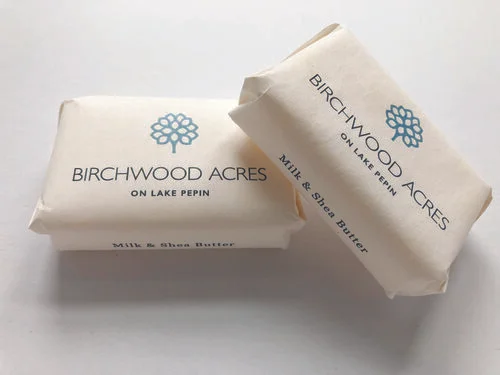 BIRCHWOOD ACRES
ON LAKE PEPIN
Milk & Shea Butter
BIRCHWOOD ACRES
ON LAKE PEPIN
Milk & Shea Butter